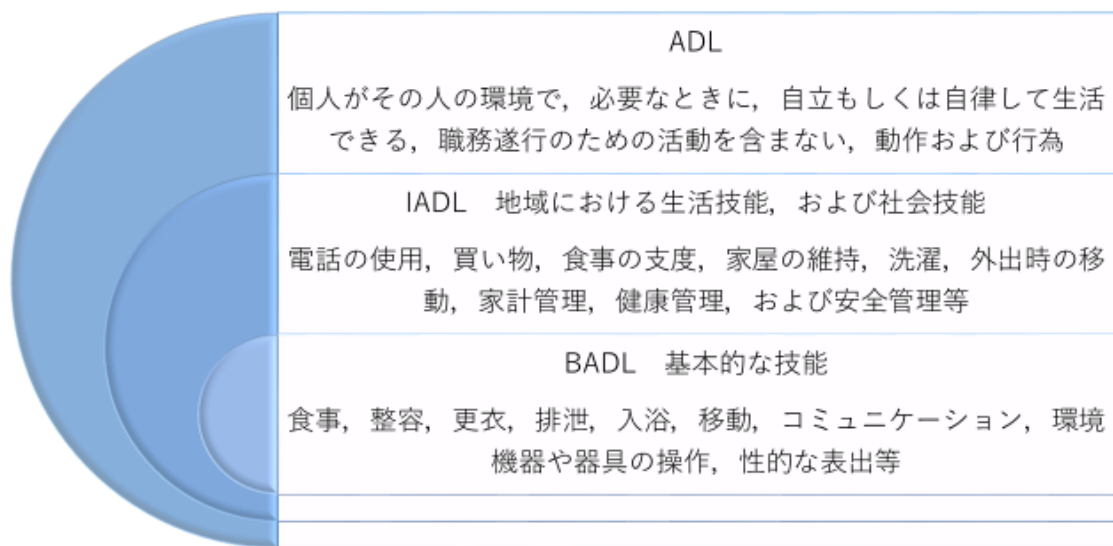 ADL
個人がその人の環境で，必要なときに，自立もしくは自律して生活
できる，職務遂行のための活動を含まない，動作および行為
IADL　地域における生活技能，および社会技能
電話の使用，買い物，食事の支度，家屋の維持，洗濯，外出時の移
動，家計管理，健康管理，および安全管理等
BADL　基本的な技能
食事，整容，更衣，排泄，入浴，移動，コミュニケーション，環境
機器や器具の操作，性的な表出等